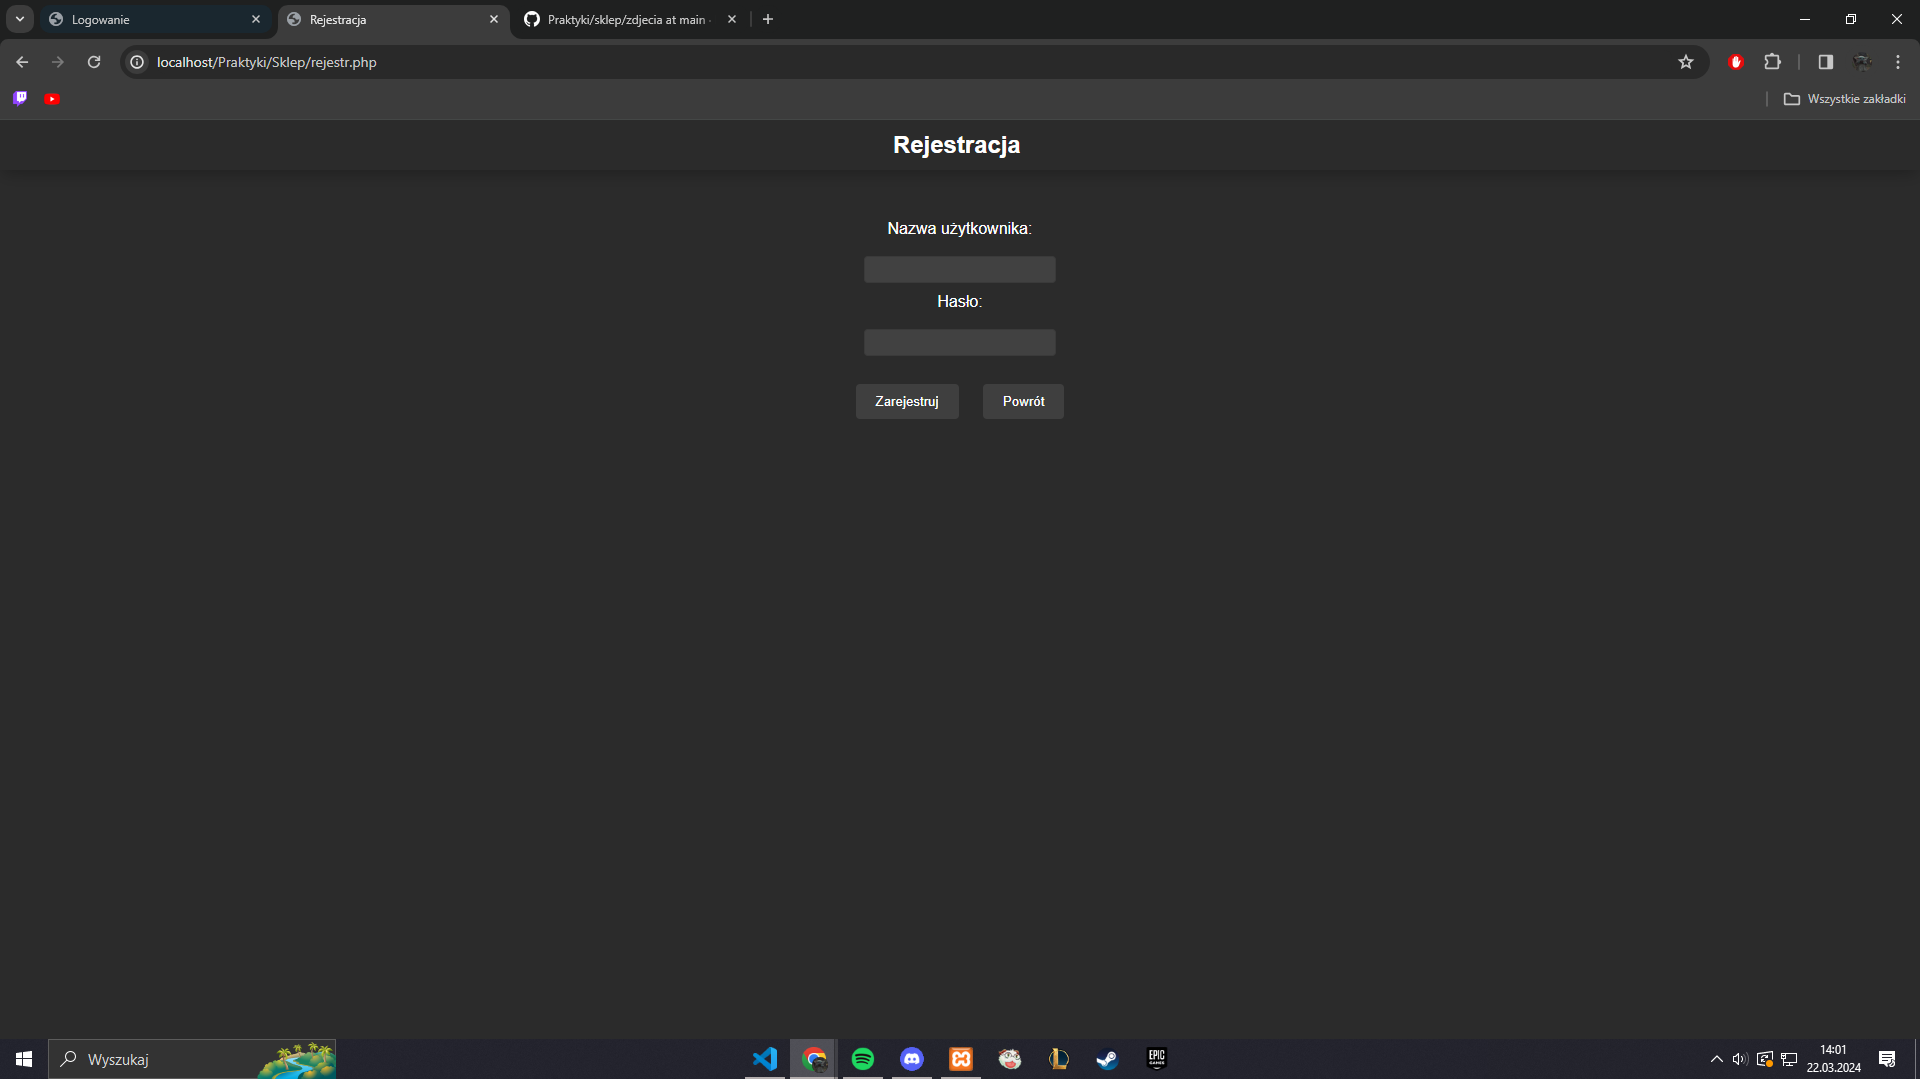 Logowanie
Rejestracja
Praktyki/sklep/zdjecia at main
localhost/Praktyki/Sklep/rejestr.php
Wszystkie zakładki
Rejestracja
Nazwa użytkownika:
Hasło:
Zarejestruj
Powrót
Wyszukaj
EPIC
GAMES
14:01
22.03.2024